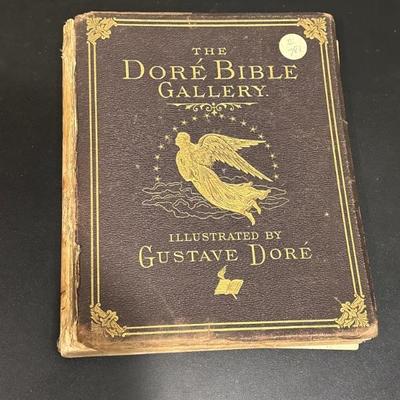 THE
DORÉ BIBLE
GALLERY.
ILLUSTRATED BY
GUSTAVE DORÉ